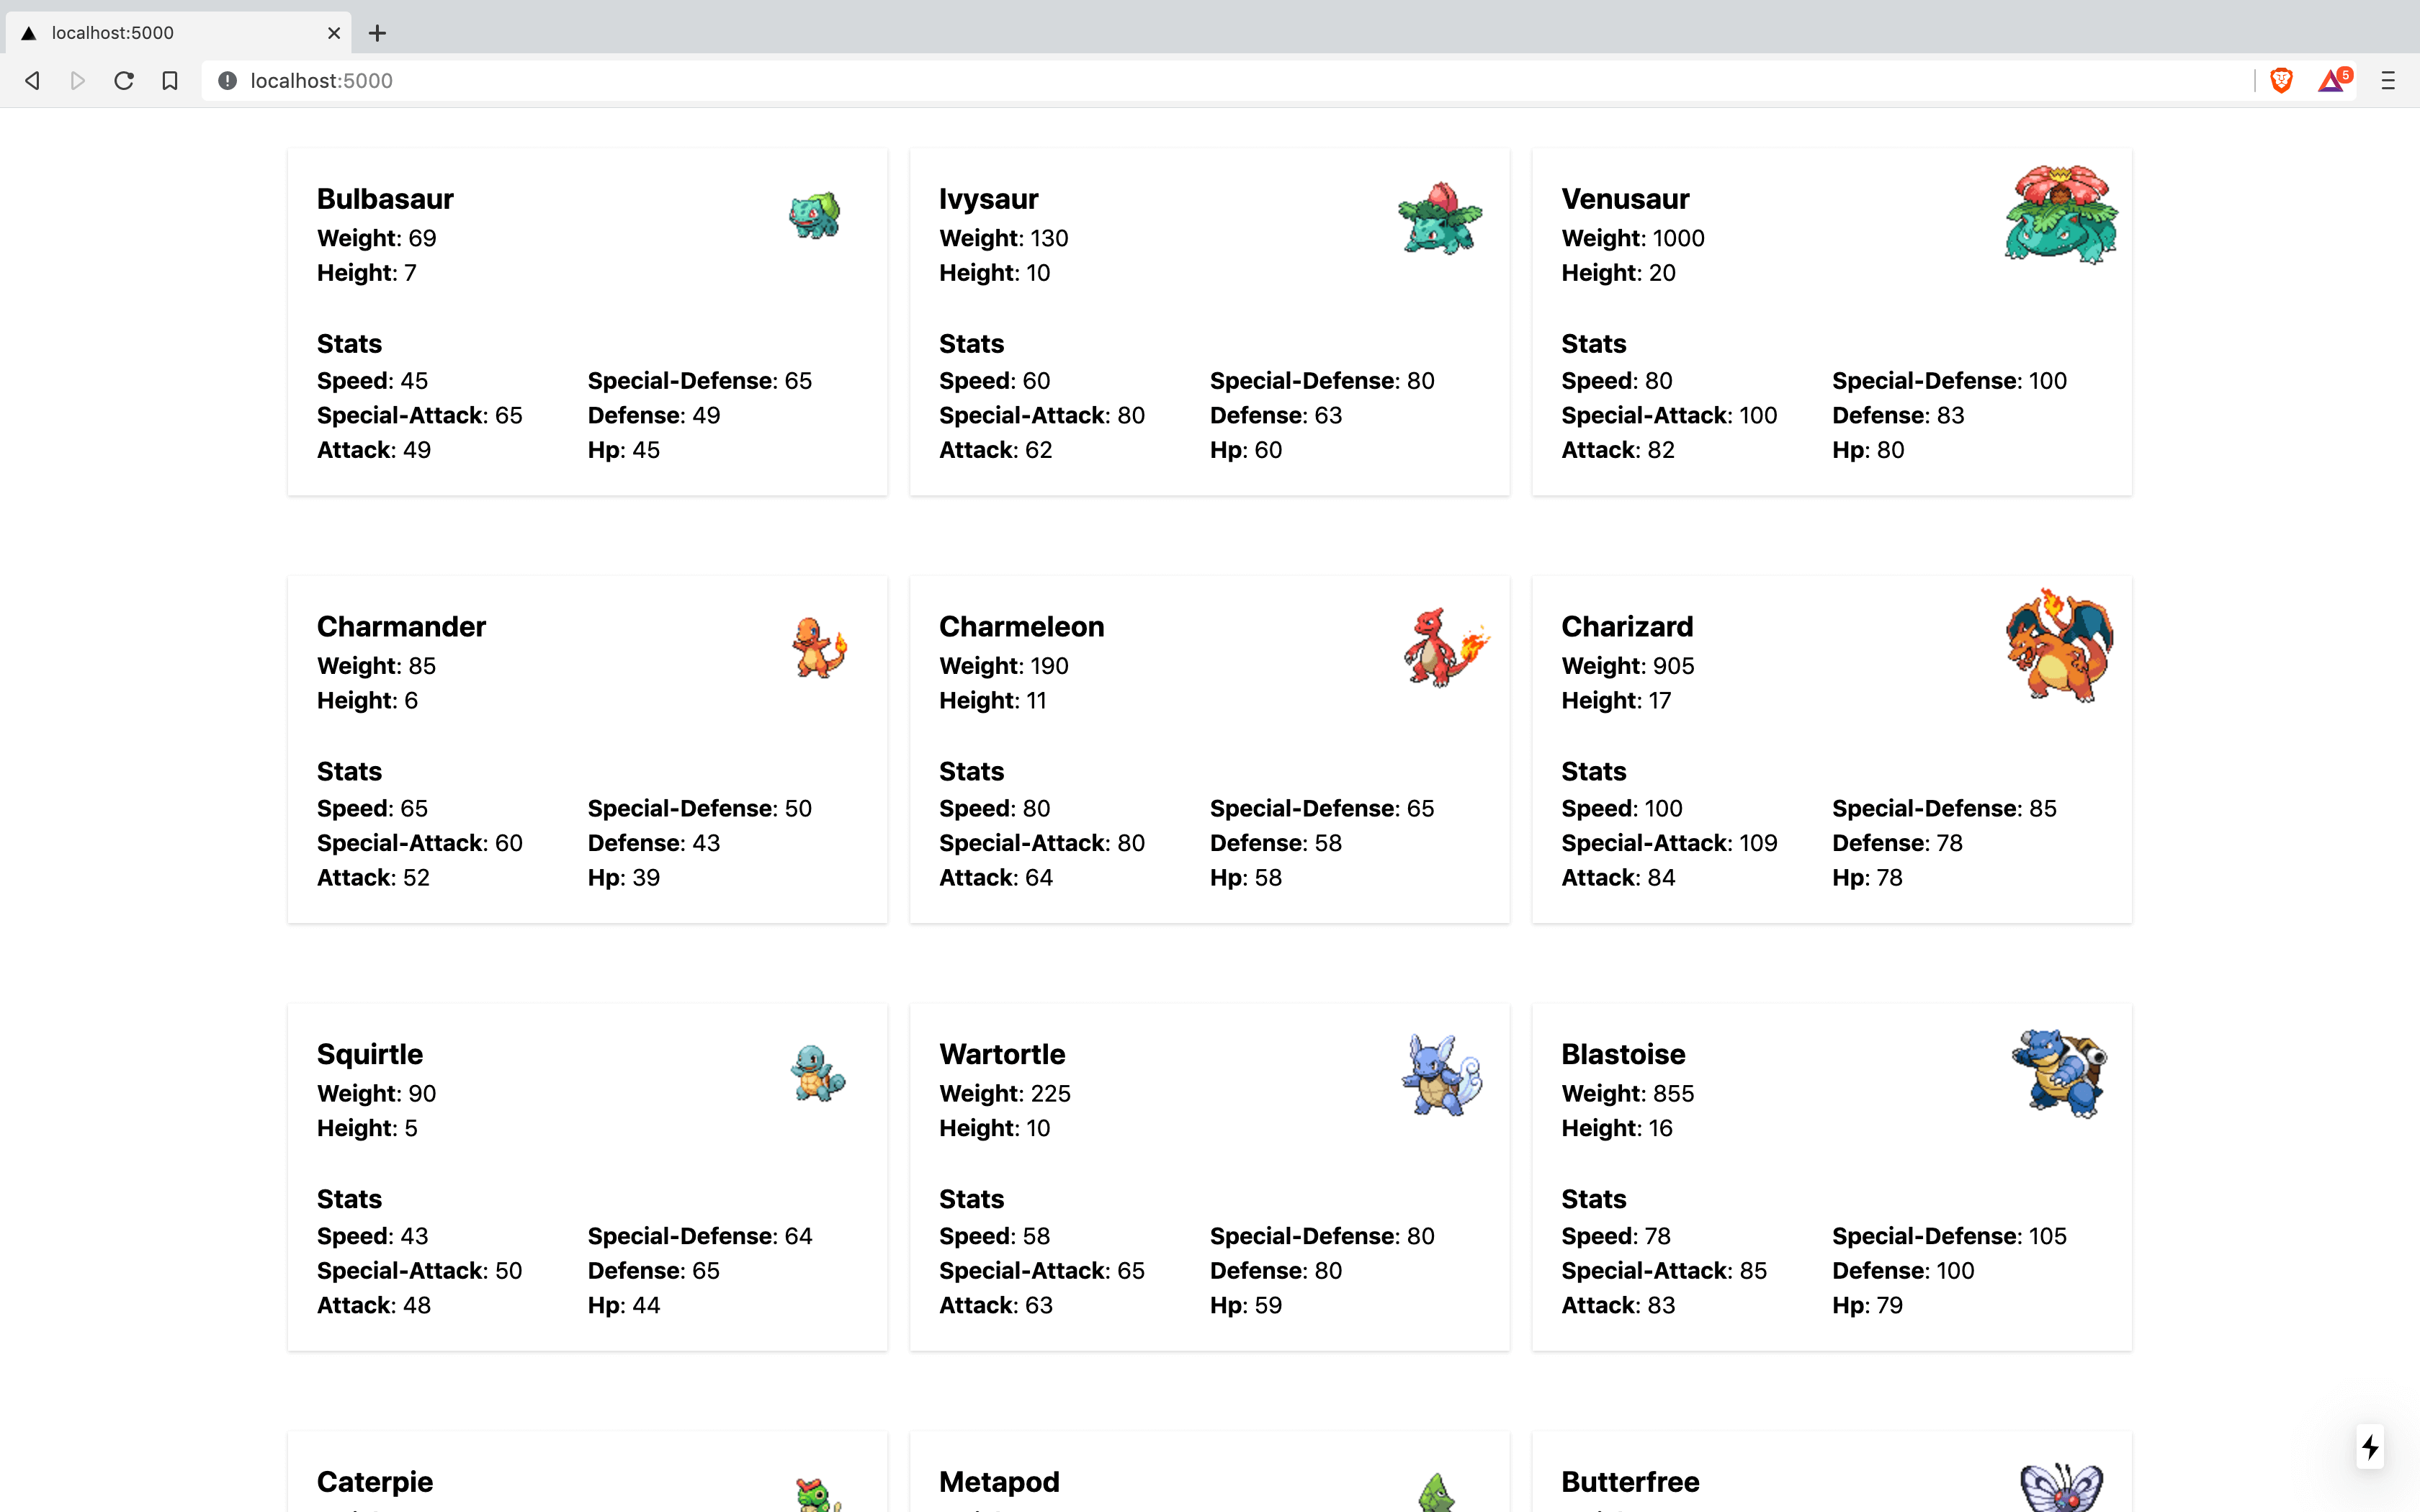 localhost:5000
localhost:5000
5
Bulbasaur
Weight: 69
Height: 7
Stats
Speed: 45
Special-Defense: 65
Special-Attack: 65
Defense: 49
Attack: 49
Hp: 45
Ivysaur
Weight: 130
Height: 10
Stats
Speed: 60
Special-Defense: 80
Special-Attack: 80
Defense: 63
Attack: 62
Hp: 60
Venusaur
Weight: 1000
Height: 20
Stats
Speed: 80
Special-Defense: 100
Special-Attack: 100
Defense: 83
Attack: 82
Hp: 80
Charmander
Weight: 85
Height: 6
Stats
Speed: 65
Special-Defense: 50
Special-Attack: 60
Defense: 43
Attack: 52
Hp: 39
Charmeleon
Weight: 190
Height: 11
Stats
Speed: 80
Special-Defense: 65
Special-Attack: 80
Defense: 58
Attack: 64
Hp: 58
Charizard
Weight: 905
Height: 17
Stats
Speed: 100
Special-Defense: 85
Special-Attack: 109
Defense: 78
Attack: 84
Hp: 78
Squirtle
Weight: 90
Height: 5
Stats
Speed: 43
Special-Defense: 64
Special-Attack: 50
Defense: 65
Attack: 48
Hp: 44
Wartortle
Weight: 225
Height: 10
Stats
Speed: 58
Special-Defense: 80
Special-Attack: 65
Defense: 80
Attack: 63
Hp: 59
Blastoise
Weight: 855
Height: 16
Stats
Speed: 78
Special-Defense: 105
Special-Attack: 85
Defense: 100
Attack: 83
Hp: 79
Caterpie
Metapod
Butterfree